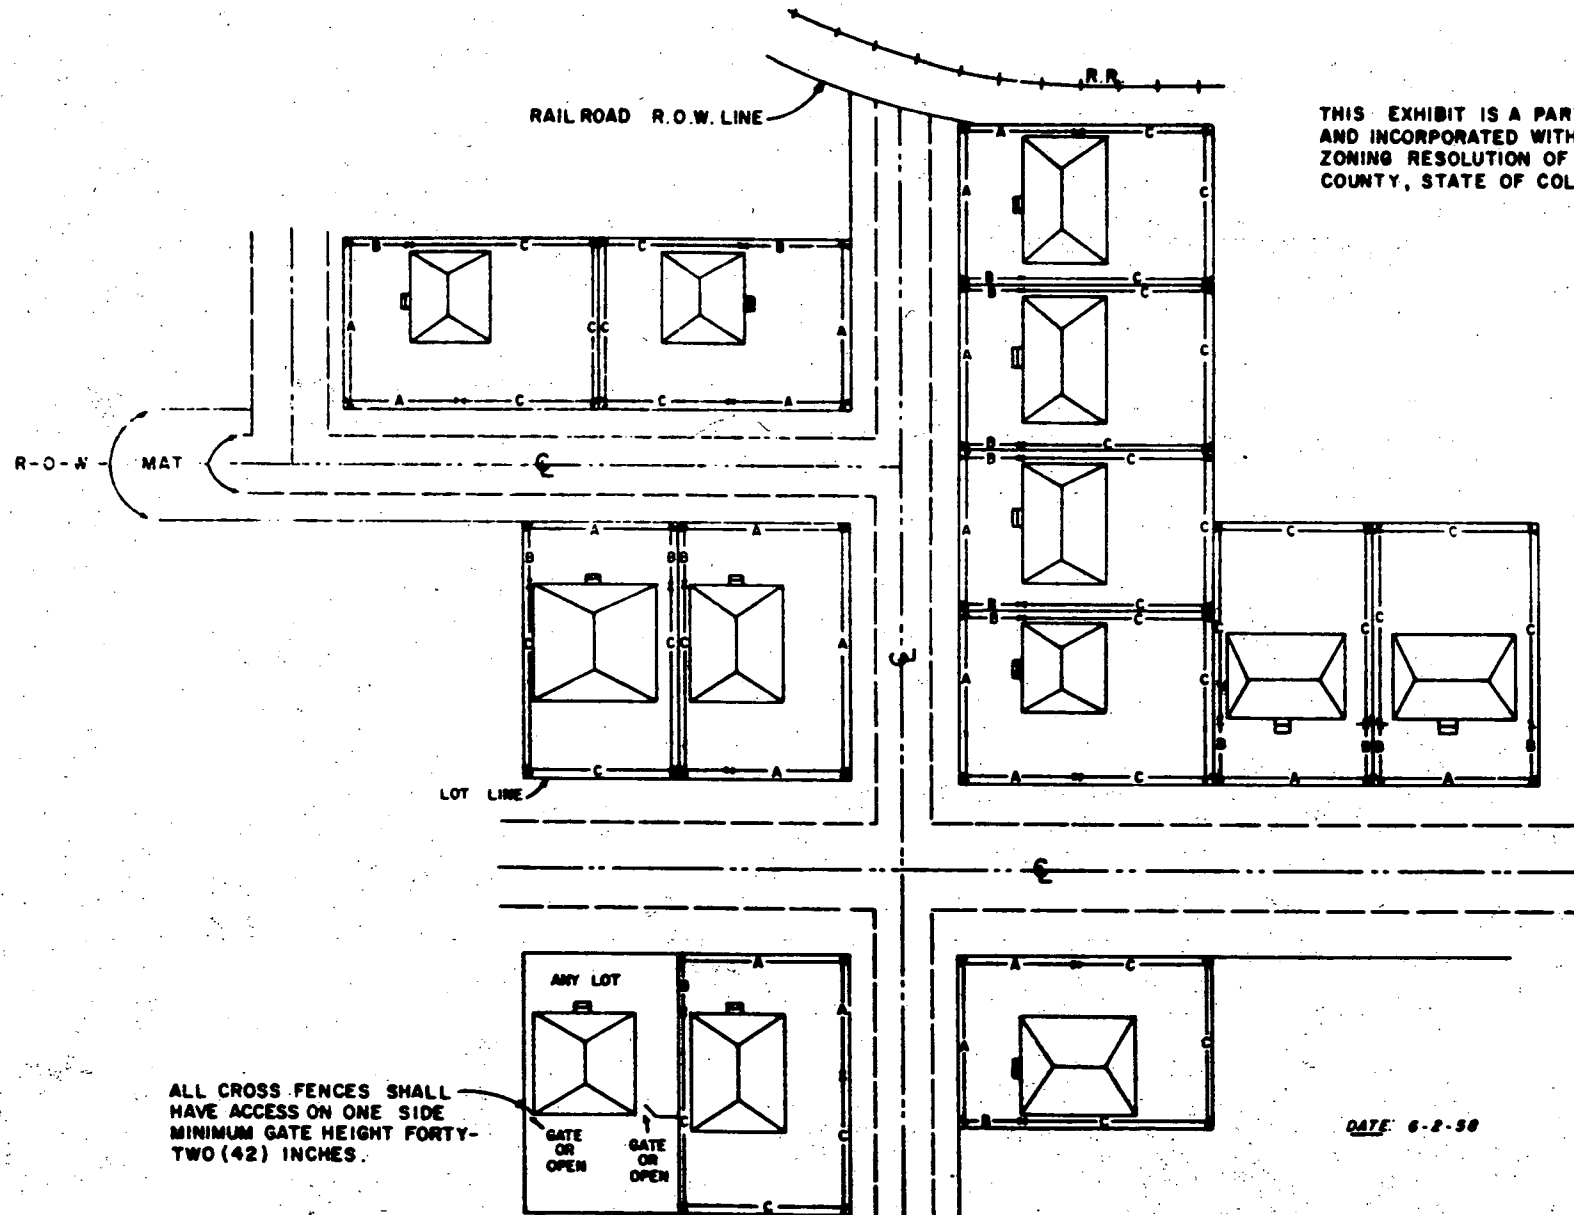 R.R.
RAILROAD R.O.W. LINE
THIS EXHIBIT IS A PAR
AND INCORPORATED WITH
ZONING RESOLUTION OF
COUNTY, STATE OF COL
A C
A C
B C C B
B C
B C
A A C C A A C
A C C A
B C
B C
R-O-W MAT
A A
B B B
A C
C C
C C C A
B C
B C
C C C C
A C
B B B B
C A
A C
A A
LOT LINE
A
A C
ANY LOT
B
A
A C
ALL CROSS FENCES SHALL
HAVE ACCESS ON ONE SIDE
MINIMUM GATE HEIGHT FORTY-
TWO (42) INCHES.
GATE
OR
OPEN
GATE
OR
OPEN
C C
B C
DATE: 6-2-58
C